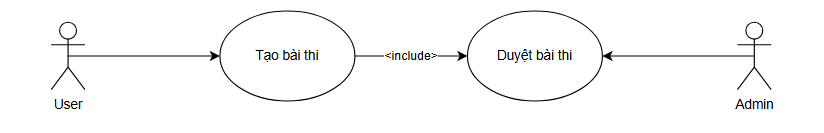 Tạo bài thi
<include>
Duyệt bài thi
User
Admin